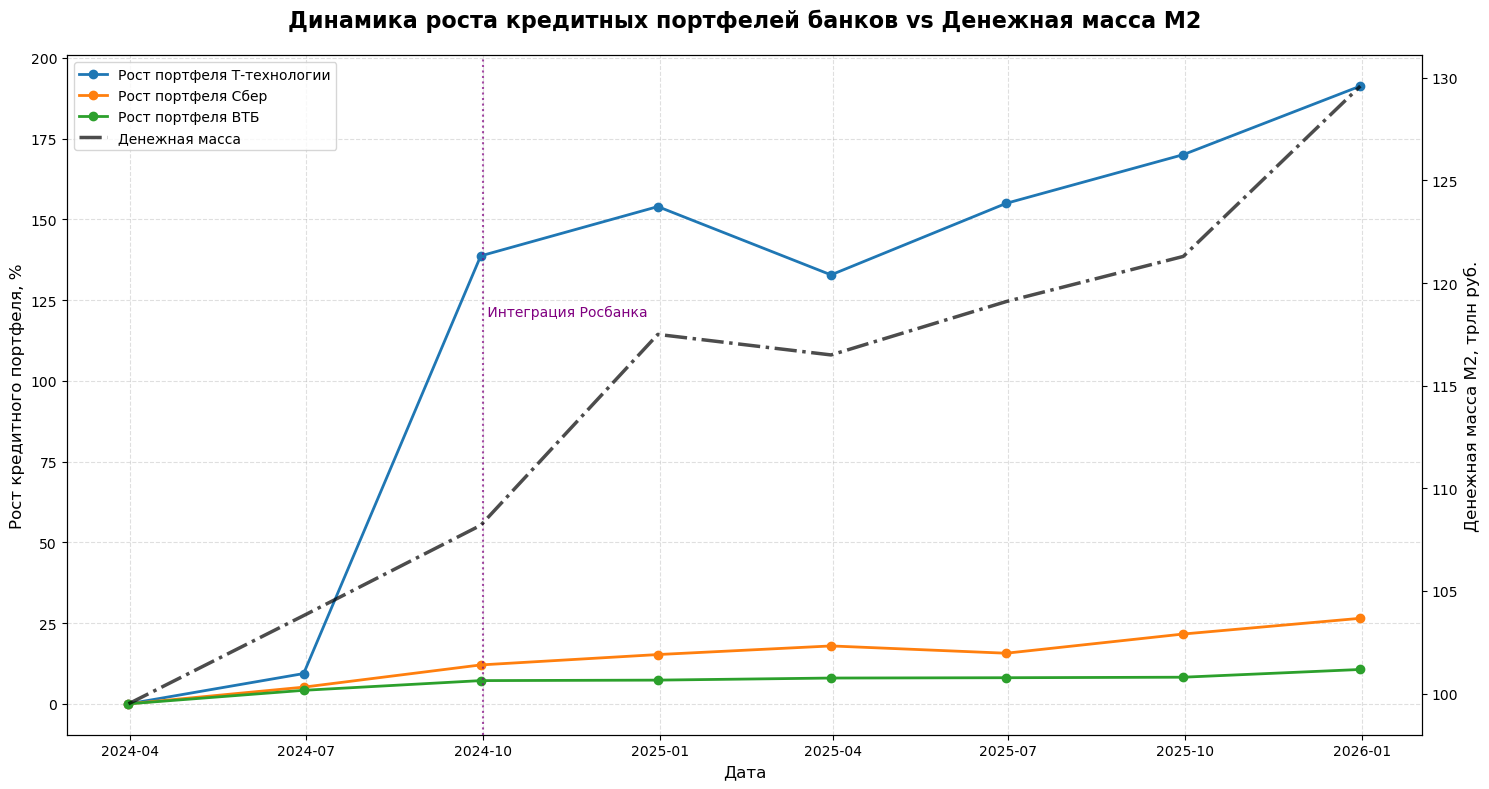 Динамика роста кредитных портфелей банков vs Денежная масса М2
Рост портфеля Т-технологии
Рост портфеля Сбер
Рост портфеля ВТБ
Денежная масса
Интеграция Росбанка
Рост кредитного портфеля, %
200
175
150
125
100
75
50
25
0
Денежная масса М2, трлн руб.
130
125
120
115
110
105
100
2024-04
2024-07
2024-10
2025-01
2025-04
2025-07
2025-10
2026-01
Дата